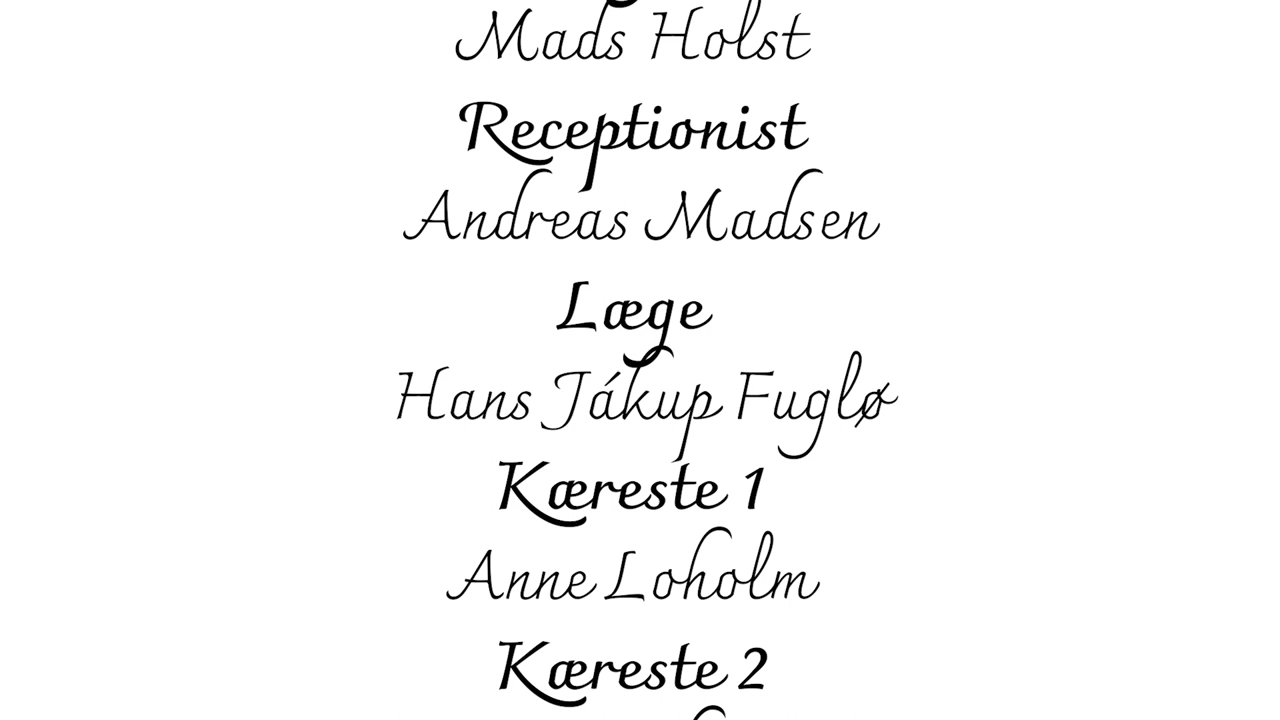 Mads Holst
Receptionist
Andreas Madsen
Læge
Hans Jákup Fuglø
Kæreste 1
Anne Loholm
Kæreste 2